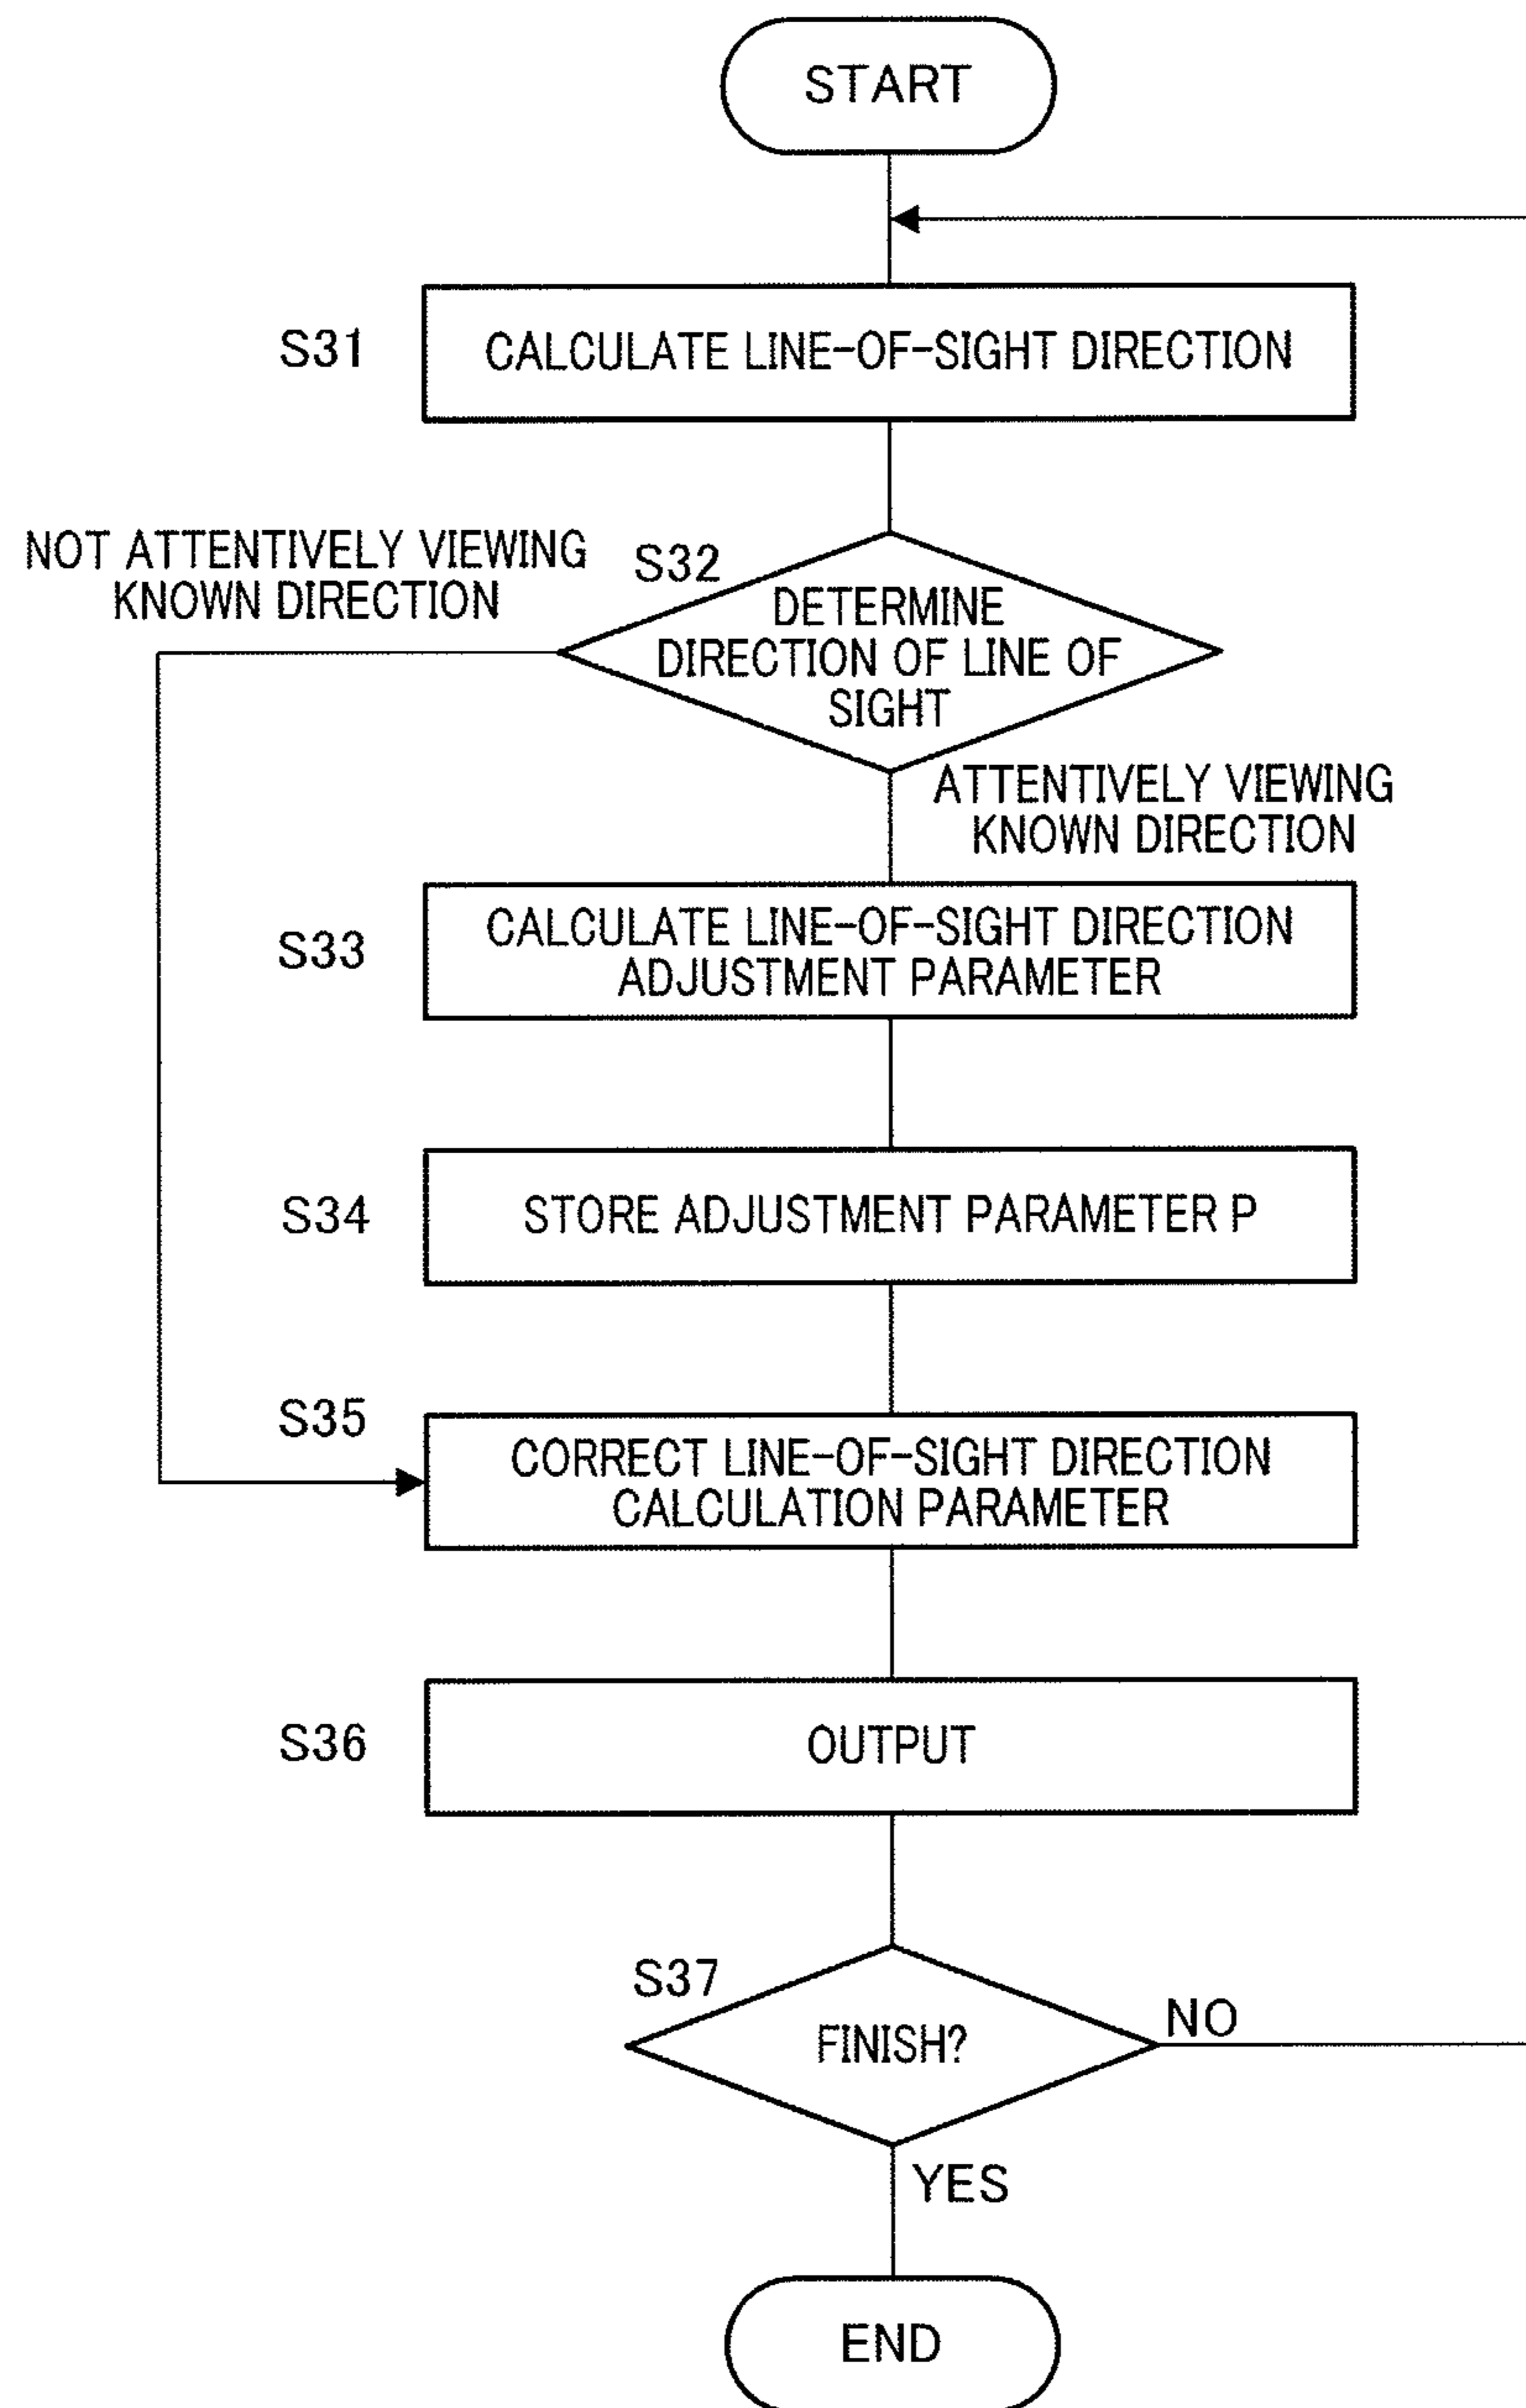 START
S31
CALCULATE LINE-OF-SIGHT DIRECTION
NOT ATTENTIVELY VIEWING
KNOWN DIRECTION
S32
DETERMINE
DIRECTION OF LINE OF
SIGHT
ATTENTIVELY VIEWING
KNOWN DIRECTION
S33
CALCULATE LINE-OF-SIGHT DIRECTION
ADJUSTMENT PARAMETER
S34
STORE ADJUSTMENT PARAMETER P
S35
CORRECT LINE-OF-SIGHT DIRECTION
CALCULATION PARAMETER
S36
OUTPUT
S37
FINISH?
NO
YES
END